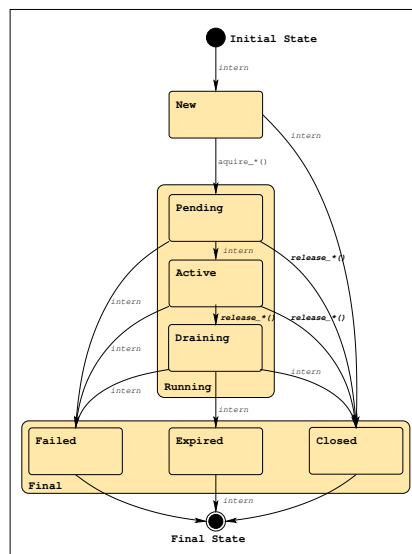 Initial State
intern
New
intern
aquire_*()
Pending
intern
release_*()
Active
intern
release_*()
release_*()
Draining
intern
intern
intern
Running
intern
Failed
Expired
Closed
Final
intern
Final State